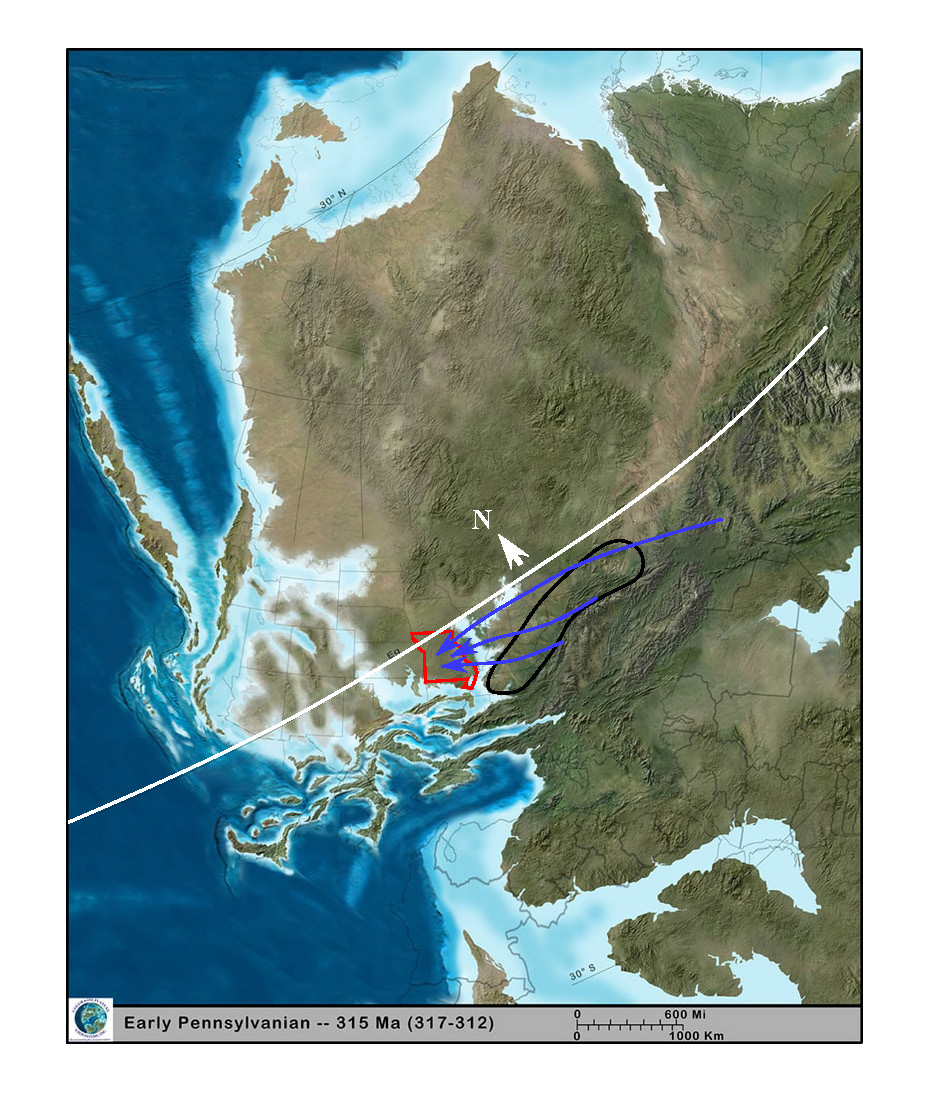 30° N
N
Eq
30° S
Early Pennsylvanian -- 315 Ma (317-312)
0 600 Mi
0 1000 Km